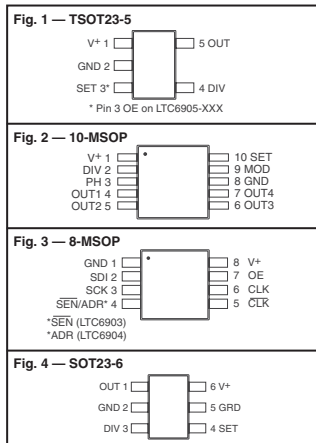 Fig. 1 — TSOT23-5
V+ 1
5 OUT
GND 2
SET 3*
4 DIV
* Pin 3 OE on LTC6905-XXX
Fig. 2 — 10-MSOP
V+ 1
10 SET
DIV 2
9 MOD
PH 3
8 GND
OUT1 4
7 OUT4
OUT2 5
6 OUT3
Fig. 3 — 8-MSOP
GND 1
8 V+
SDI 2
7 OE
SCK 3
6 CLK
SEN/ADR* 4
5 CLK
*SEN (LTC6903)
*ADR (LTC6904)
Fig. 4 — SOT23-6
OUT 1
6 V+
GND 2
5 GRD
DIV 3
4 SET